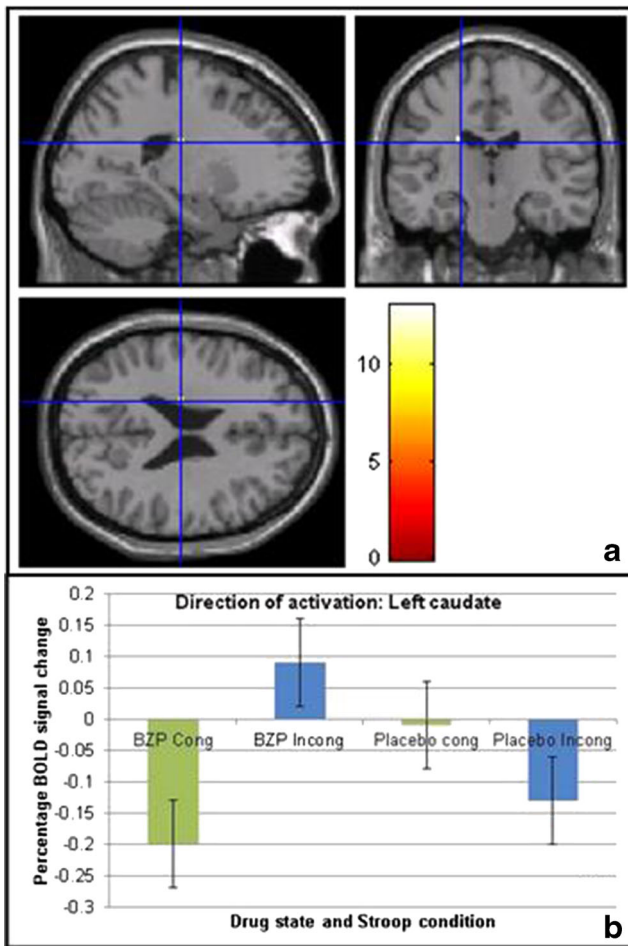 10
5
0
a
Direction of activation: Left caudate
Percentage BOLD signal change
0.2
0.15
0.1
0.05
0
-0.05
-0.1
-0.15
-0.2
-0.25
-0.3
BZP Cong
BZP Incong
Placebo cong
Placebo Incong
Drug state and Stroop condition
b